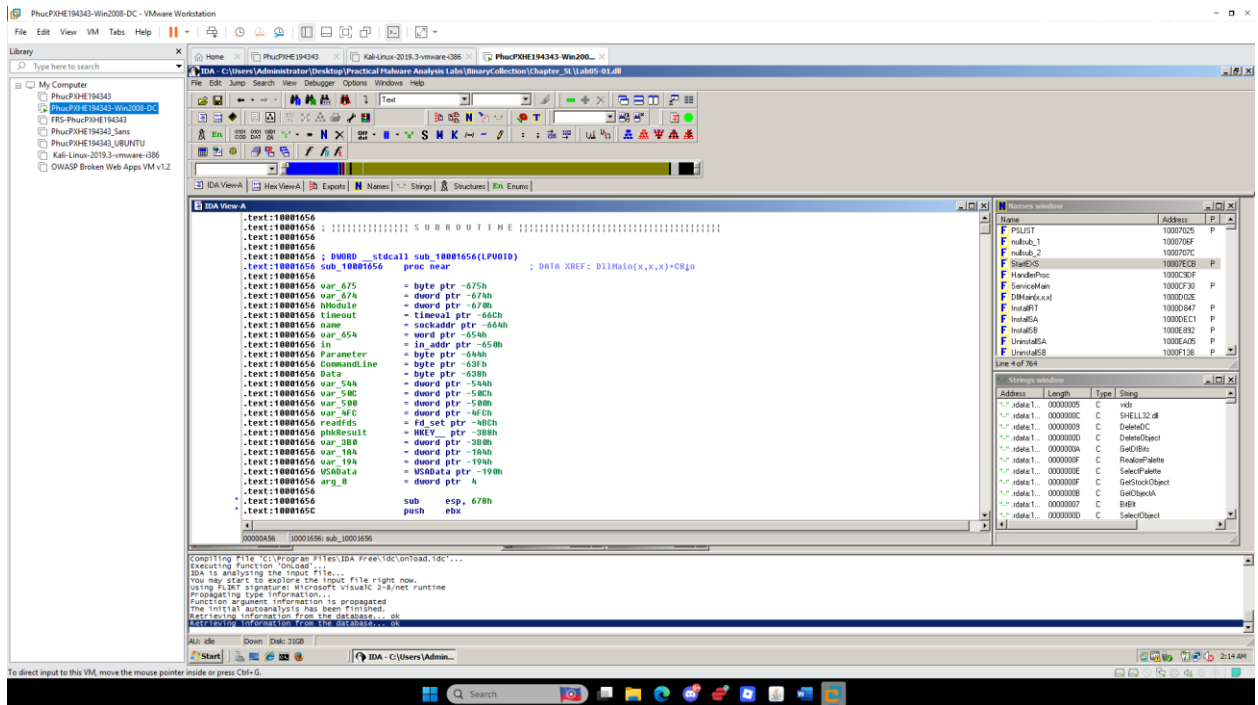 PhucPXHE194343-Win2008-DC - VMware Workstation
File Edit View VM Tabs Help
Library
Type here to search
My Computer
PhucPXHE194343
PhucPXHE194343-Win2008-DC
FRS-PhucPXHE194343
PhucPXHE194343_Sans
PhucPXHE194343_UBUNTU
Kali-Linux-2019.3-vmware-i386
OWASP Broken Web Apps VM v1.2
Home PhucPXHE194343 Kali-Linux-2019.3-vmware-i386 PhucPXHE194343-Win200...
IDA - C:\Users\Administrator\Desktop\Practical Malware Analysis Labs\BinaryCollection\Chapter_5L\Lab05-01.dll
File Edit Jump Search View Debugger Options Windows Help
Text
IDA View-A Hex View-A Exports Names Strings Structures En Enums
IDA View-A
.text:10001656
.text:10001656 ; S U B R O U T I N E
.text:10001656
.text:10001656
.text:10001656 ; DWORD __stdcall sub_10001656(LPVOID)
.text:10001656 sub_10001656 proc near ; DATA XREF: DllMain(x,x,x)+C8↓o
.text:10001656
.text:10001656 var_675 = byte ptr -675h
.text:10001656 var_674 = dword ptr -674h
.text:10001656 hModule = dword ptr -670h
.text:10001656 timeout = timeval ptr -66Ch
.text:10001656 name = sockaddr ptr -664h
.text:10001656 var_654 = word ptr -654h
.text:10001656 in = in_addr ptr -650h
.text:10001656 Parameter = byte ptr -644h
.text:10001656 CommandLine = byte ptr -63Fh
.text:10001656 Data = byte ptr -638h
.text:10001656 var_544 = dword ptr -544h
.text:10001656 var_50C = dword ptr -50Ch
.text:10001656 var_500 = dword ptr -500h
.text:10001656 var_4FC = dword ptr -4FCh
.text:10001656 readfds = fd_set ptr -4BCh
.text:10001656 phkResult = HKEY__ ptr -3B8h
.text:10001656 var_3B0 = dword ptr -3B0h
.text:10001656 var_1A4 = dword ptr -1A4h
.text:10001656 var_194 = dword ptr -194h
.text:10001656 WSAData = WSAData ptr -190h
.text:10001656 arg_0 = dword ptr 4
.text:10001656
.text:10001656 sub esp, 678h
.text:1000165C push ebx
00000A56 10001656: sub_10001656
Names window
Name Address P
F PSLIST 10007025 P
F nullsub_1 1000706F
F nullsub_2 1000707C
F StartEXS 10007ECB P
F HandlerProc 1000C9DF
F ServiceMain 1000CF30 P
F DllMain(x,x,x) 1000D02E
F InstallRT 1000D847 P
F InstallSA 1000DEC1 P
F InstallSB 1000E892 P
F UninstallSA 1000EA05 P
F UninstallSB 1000F138 P
Line 4 of 764
Strings window
Address Length Type String
.rdata:1... 00000005 C vids
.rdata:1... 0000000C C SHELL32.dll
.rdata:1... 00000009 C DeleteDC
.rdata:1... 0000000D C DeleteObject
.rdata:1... 0000000A C GetDIBits
.rdata:1... 0000000F C RealizePalette
.rdata:1... 0000000E C SelectPalette
.rdata:1... 0000000F C GetStockObject
.rdata:1... 0000000B C GetObjectA
.rdata:1... 00000007 C BitBlt
.rdata:1... 0000000D C SelectObject
Compiling file 'C:\Program Files\IDA Free\idc\onload.idc'...
Executing function 'OnLoad'...
IDA is analysing the input file...
You may start to explore the input file right now.
Using FLIRT signature: Microsoft VisualC 2-8/net runtime
Propagating type information...
Function argument information is propagated
The initial autoanalysis has been finished.
Retrieving information from the database... ok
Retrieving information from the database... ok
AU: idle Down Disk: 31GB
Start IDA - C:\Users\Admin... 2:14 AM
To direct input to this VM, move the mouse pointer inside or press Ctrl+G.
Search